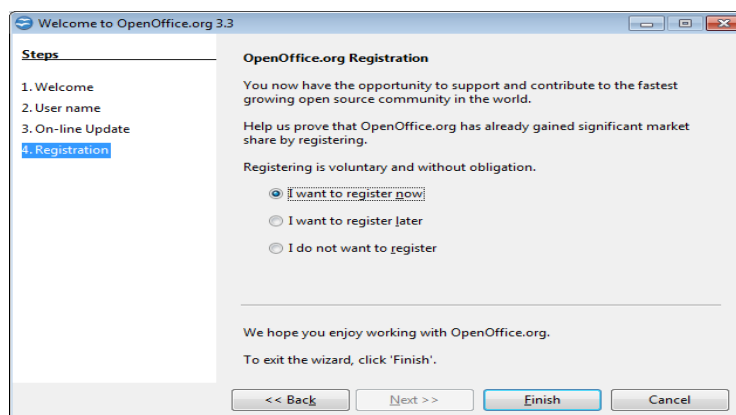 Welcome to OpenOffice.org 3.3
Steps
1. Welcome
2. User name
3. On-line Update
4. Registration
OpenOffice.org Registration
You now have the opportunity to support and contribute to the fastest
growing open source community in the world.
Help us prove that OpenOffice.org has already gained significant market
share by registering.
Registering is voluntary and without obligation.
I want to register now
I want to register later
I do not want to register
We hope you enjoy working with OpenOffice.org.
To exit the wizard, click 'Finish'.
<< Back
Next >>
Finish
Cancel